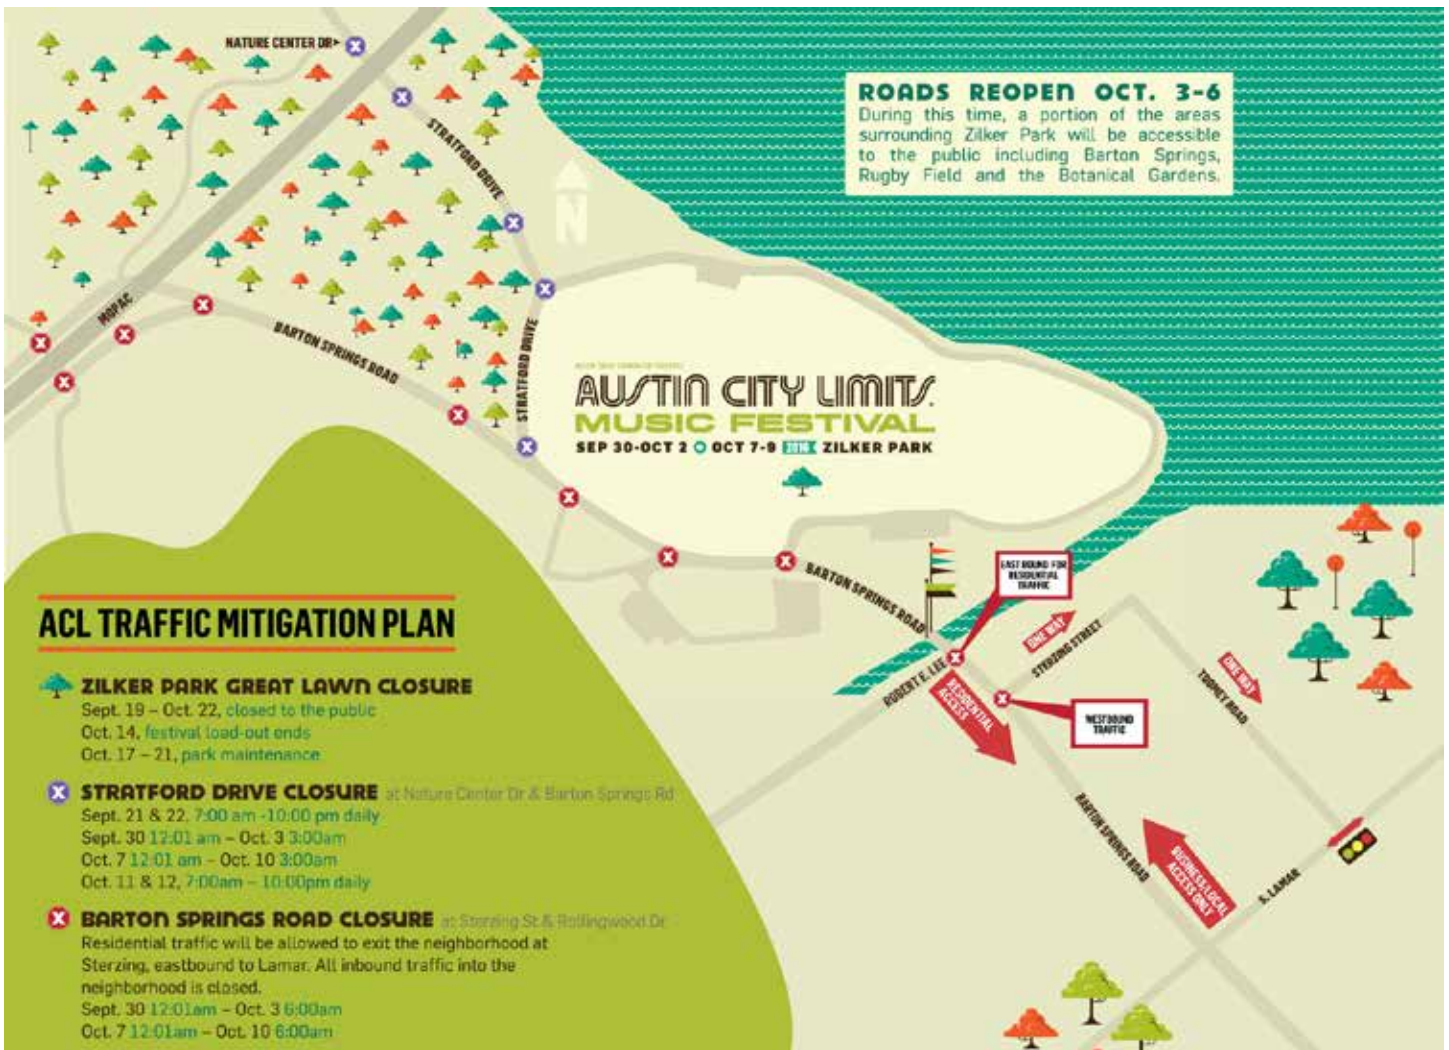 NATURE CENTER DR
STRATFORD DRIVE
ROADS REOPEN OCT. 3-6
During this time, a portion of the areas
surrounding Zilker Park will be accessible
to the public including Barton Springs,
Rugby Field and the Botanical Gardens.
N
MOPAC
BARTON SPRINGS ROAD
STRATFORD DRIVE
AUSTIN CITY LIMITS
MUSIC FESTIVAL
SEP 30-OCT 2 OCT 7-9 2016 ZILKER PARK
BARTON SPRINGS ROAD
EAST BOUND FOR
RESIDENTIAL
TRAFFIC
ONE WAY
STERZING STREET
ROBERT E. LEE
RESIDENTIAL
ACCESS
ONE WAY
TOOMEY ROAD
WESTBOUND
TRAFFIC
BARTON SPRINGS ROAD
BUSINESS/LOCAL
ACCESS ONLY
S. LAMAR
ACL TRAFFIC MITIGATION PLAN
ZILKER PARK GREAT LAWN CLOSURE
Sept. 19 – Oct. 22, closed to the public
Oct. 14, festival load-out ends
Oct. 17 – 21, park maintenance
STRATFORD DRIVE CLOSURE at Nature Center Dr & Barton Springs Rd
Sept. 21 & 22, 7:00 am -10:00 pm daily
Sept. 30 12:01 am – Oct. 3 3:00am
Oct. 7 12:01 am – Oct. 10 3:00am
Oct. 11 & 12, 7:00am – 10:00pm daily
BARTON SPRINGS ROAD CLOSURE at Sterzing St & Rollingwood Dr
Residential traffic will be allowed to exit the neighborhood at
Sterzing, eastbound to Lamar. All inbound traffic into the
neighborhood is closed.
Sept. 30 12:01am – Oct. 3 6:00am
Oct. 7 12:01am – Oct. 10 6:00am